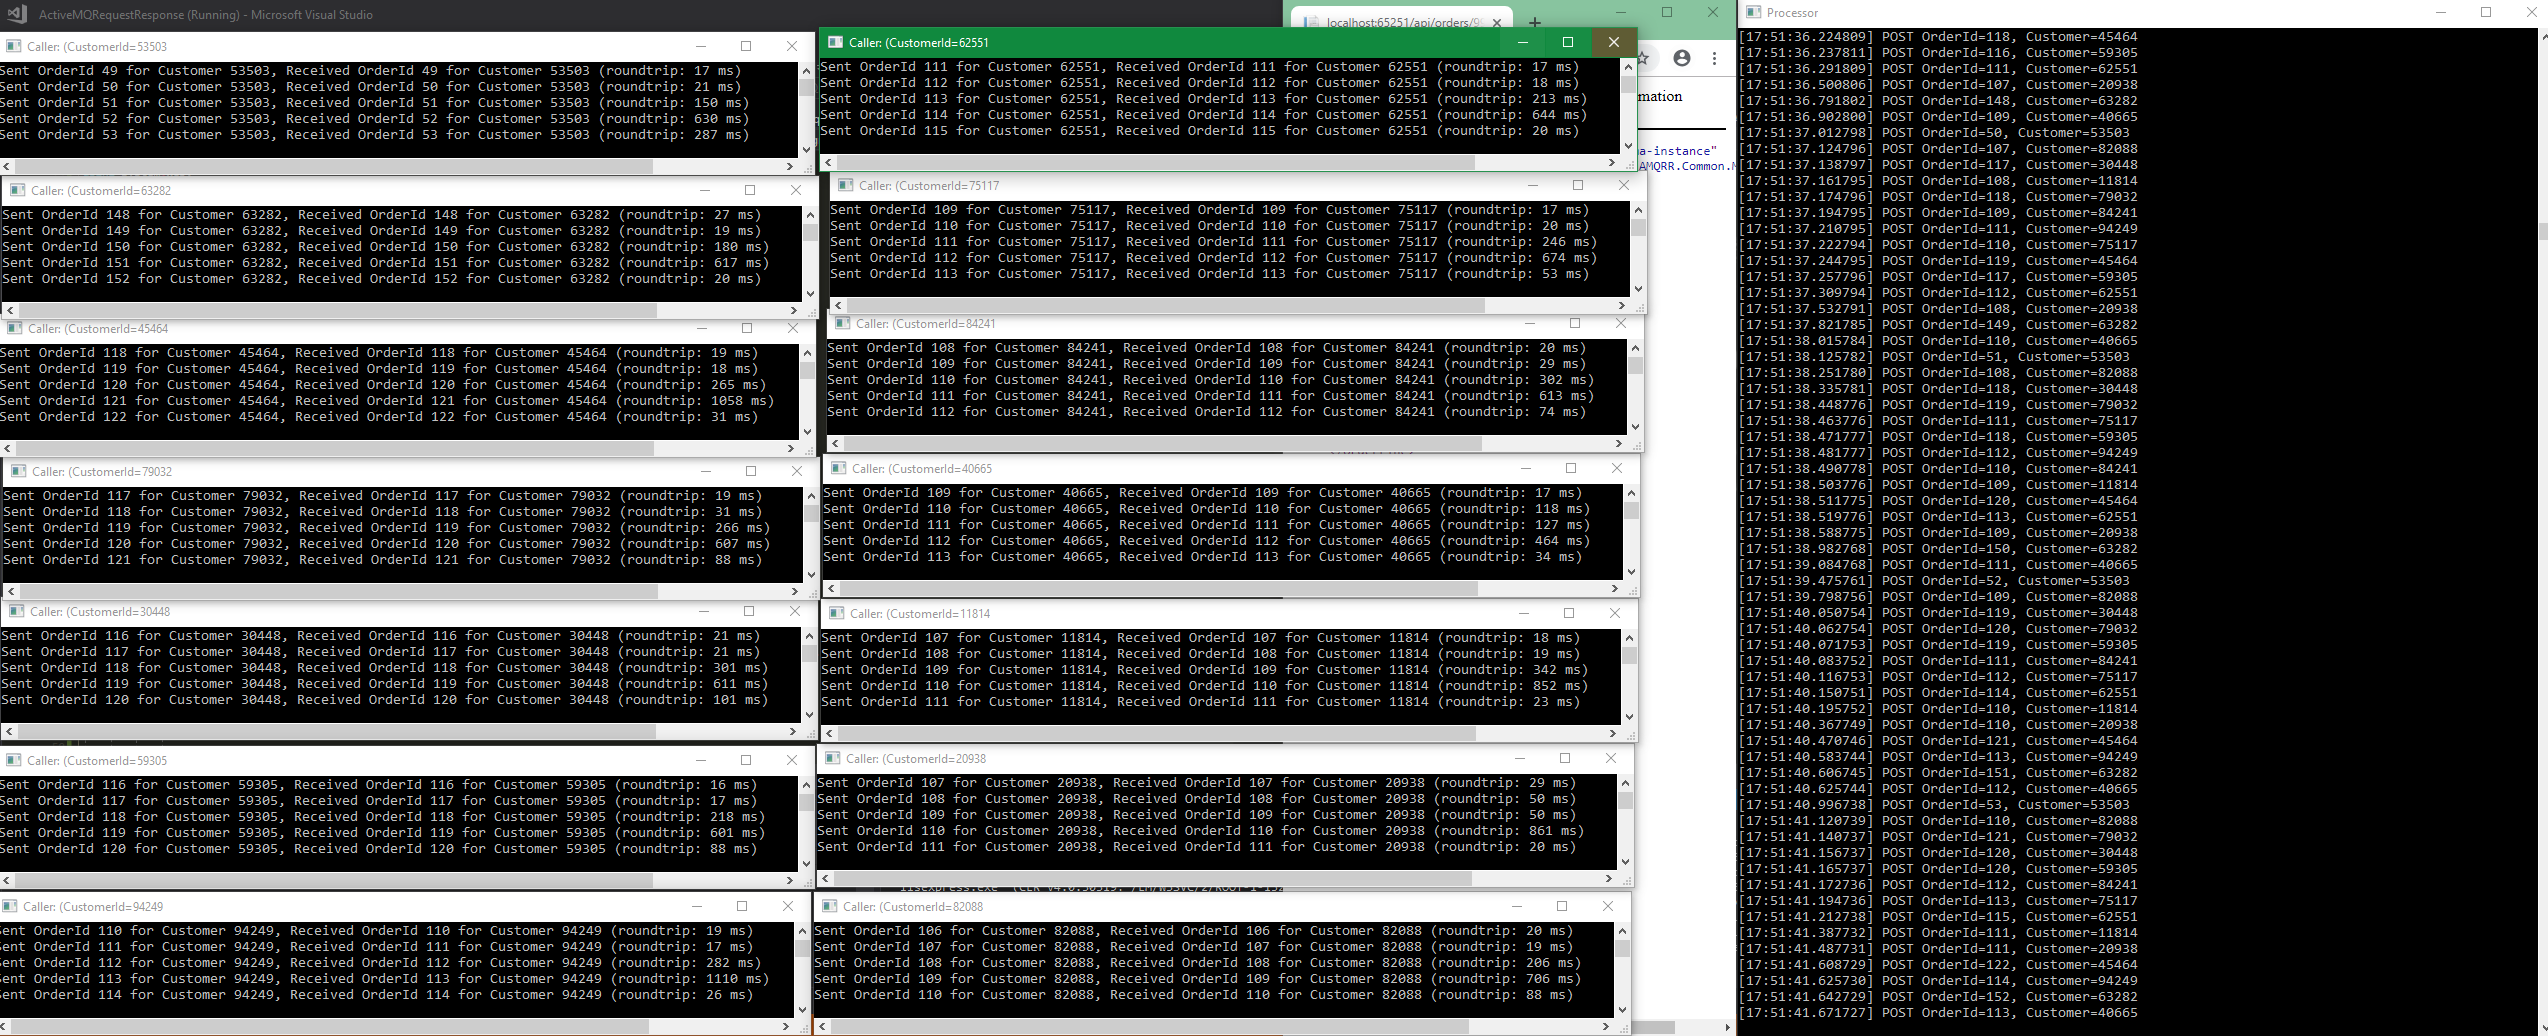 ActiveMQRequestResponse (Running) - Microsoft Visual Studio
Caller: (CustomerId=53503
Sent OrderId 49 for Customer 53503, Received OrderId 49 for Customer 53503 (roundtrip: 17 ms)
Sent OrderId 50 for Customer 53503, Received OrderId 50 for Customer 53503 (roundtrip: 21 ms)
Sent OrderId 51 for Customer 53503, Received OrderId 51 for Customer 53503 (roundtrip: 150 ms)
Sent OrderId 52 for Customer 53503, Received OrderId 52 for Customer 53503 (roundtrip: 630 ms)
Sent OrderId 53 for Customer 53503, Received OrderId 53 for Customer 53503 (roundtrip: 287 ms)
Caller: (CustomerId=63282
Sent OrderId 148 for Customer 63282, Received OrderId 148 for Customer 63282 (roundtrip: 27 ms)
Sent OrderId 149 for Customer 63282, Received OrderId 149 for Customer 63282 (roundtrip: 19 ms)
Sent OrderId 150 for Customer 63282, Received OrderId 150 for Customer 63282 (roundtrip: 180 ms)
Sent OrderId 151 for Customer 63282, Received OrderId 151 for Customer 63282 (roundtrip: 617 ms)
Sent OrderId 152 for Customer 63282, Received OrderId 152 for Customer 63282 (roundtrip: 20 ms)
Caller: (CustomerId=45464
Sent OrderId 118 for Customer 45464, Received OrderId 118 for Customer 45464 (roundtrip: 19 ms)
Sent OrderId 119 for Customer 45464, Received OrderId 119 for Customer 45464 (roundtrip: 18 ms)
Sent OrderId 120 for Customer 45464, Received OrderId 120 for Customer 45464 (roundtrip: 265 ms)
Sent OrderId 121 for Customer 45464, Received OrderId 121 for Customer 45464 (roundtrip: 1058 ms)
Sent OrderId 122 for Customer 45464, Received OrderId 122 for Customer 45464 (roundtrip: 31 ms)
Caller: (CustomerId=79032
Sent OrderId 117 for Customer 79032, Received OrderId 117 for Customer 79032 (roundtrip: 19 ms)
Sent OrderId 118 for Customer 79032, Received OrderId 118 for Customer 79032 (roundtrip: 31 ms)
Sent OrderId 119 for Customer 79032, Received OrderId 119 for Customer 79032 (roundtrip: 266 ms)
Sent OrderId 120 for Customer 79032, Received OrderId 120 for Customer 79032 (roundtrip: 607 ms)
Sent OrderId 121 for Customer 79032, Received OrderId 121 for Customer 79032 (roundtrip: 88 ms)
Caller: (CustomerId=30448
Sent OrderId 116 for Customer 30448, Received OrderId 116 for Customer 30448 (roundtrip: 21 ms)
Sent OrderId 117 for Customer 30448, Received OrderId 117 for Customer 30448 (roundtrip: 21 ms)
Sent OrderId 118 for Customer 30448, Received OrderId 118 for Customer 30448 (roundtrip: 301 ms)
Sent OrderId 119 for Customer 30448, Received OrderId 119 for Customer 30448 (roundtrip: 611 ms)
Sent OrderId 120 for Customer 30448, Received OrderId 120 for Customer 30448 (roundtrip: 101 ms)
Caller: (CustomerId=59305
Sent OrderId 116 for Customer 59305, Received OrderId 116 for Customer 59305 (roundtrip: 16 ms)
Sent OrderId 117 for Customer 59305, Received OrderId 117 for Customer 59305 (roundtrip: 17 ms)
Sent OrderId 118 for Customer 59305, Received OrderId 118 for Customer 59305 (roundtrip: 218 ms)
Sent OrderId 119 for Customer 59305, Received OrderId 119 for Customer 59305 (roundtrip: 601 ms)
Sent OrderId 120 for Customer 59305, Received OrderId 120 for Customer 59305 (roundtrip: 88 ms)
Caller: (CustomerId=94249
Sent OrderId 110 for Customer 94249, Received OrderId 110 for Customer 94249 (roundtrip: 19 ms)
Sent OrderId 111 for Customer 94249, Received OrderId 111 for Customer 94249 (roundtrip: 17 ms)
Sent OrderId 112 for Customer 94249, Received OrderId 112 for Customer 94249 (roundtrip: 282 ms)
Sent OrderId 113 for Customer 94249, Received OrderId 113 for Customer 94249 (roundtrip: 1110 ms)
Sent OrderId 114 for Customer 94249, Received OrderId 114 for Customer 94249 (roundtrip: 26 ms)
localhost:65251/api/orders/9
Caller: (CustomerId=62551
Sent OrderId 111 for Customer 62551, Received OrderId 111 for Customer 62551 (roundtrip: 17 ms)
Sent OrderId 112 for Customer 62551, Received OrderId 112 for Customer 62551 (roundtrip: 18 ms)
Sent OrderId 113 for Customer 62551, Received OrderId 113 for Customer 62551 (roundtrip: 213 ms)
Sent OrderId 114 for Customer 62551, Received OrderId 114 for Customer 62551 (roundtrip: 644 ms)
Sent OrderId 115 for Customer 62551, Received OrderId 115 for Customer 62551 (roundtrip: 20 ms)
mation
a-instance"
AMQRR.Common.M
Caller: (CustomerId=75117
Sent OrderId 109 for Customer 75117, Received OrderId 109 for Customer 75117 (roundtrip: 17 ms)
Sent OrderId 110 for Customer 75117, Received OrderId 110 for Customer 75117 (roundtrip: 20 ms)
Sent OrderId 111 for Customer 75117, Received OrderId 111 for Customer 75117 (roundtrip: 246 ms)
Sent OrderId 112 for Customer 75117, Received OrderId 112 for Customer 75117 (roundtrip: 674 ms)
Sent OrderId 113 for Customer 75117, Received OrderId 113 for Customer 75117 (roundtrip: 53 ms)
Caller: (CustomerId=84241
Sent OrderId 108 for Customer 84241, Received OrderId 108 for Customer 84241 (roundtrip: 20 ms)
Sent OrderId 109 for Customer 84241, Received OrderId 109 for Customer 84241 (roundtrip: 29 ms)
Sent OrderId 110 for Customer 84241, Received OrderId 110 for Customer 84241 (roundtrip: 302 ms)
Sent OrderId 111 for Customer 84241, Received OrderId 111 for Customer 84241 (roundtrip: 613 ms)
Sent OrderId 112 for Customer 84241, Received OrderId 112 for Customer 84241 (roundtrip: 74 ms)
Caller: (CustomerId=40665
Sent OrderId 109 for Customer 40665, Received OrderId 109 for Customer 40665 (roundtrip: 17 ms)
Sent OrderId 110 for Customer 40665, Received OrderId 110 for Customer 40665 (roundtrip: 118 ms)
Sent OrderId 111 for Customer 40665, Received OrderId 111 for Customer 40665 (roundtrip: 127 ms)
Sent OrderId 112 for Customer 40665, Received OrderId 112 for Customer 40665 (roundtrip: 464 ms)
Sent OrderId 113 for Customer 40665, Received OrderId 113 for Customer 40665 (roundtrip: 34 ms)
Caller: (CustomerId=11814
Sent OrderId 107 for Customer 11814, Received OrderId 107 for Customer 11814 (roundtrip: 18 ms)
Sent OrderId 108 for Customer 11814, Received OrderId 108 for Customer 11814 (roundtrip: 19 ms)
Sent OrderId 109 for Customer 11814, Received OrderId 109 for Customer 11814 (roundtrip: 342 ms)
Sent OrderId 110 for Customer 11814, Received OrderId 110 for Customer 11814 (roundtrip: 852 ms)
Sent OrderId 111 for Customer 11814, Received OrderId 111 for Customer 11814 (roundtrip: 23 ms)
Caller: (CustomerId=20938
Sent OrderId 107 for Customer 20938, Received OrderId 107 for Customer 20938 (roundtrip: 29 ms)
Sent OrderId 108 for Customer 20938, Received OrderId 108 for Customer 20938 (roundtrip: 50 ms)
Sent OrderId 109 for Customer 20938, Received OrderId 109 for Customer 20938 (roundtrip: 50 ms)
Sent OrderId 110 for Customer 20938, Received OrderId 110 for Customer 20938 (roundtrip: 861 ms)
Sent OrderId 111 for Customer 20938, Received OrderId 111 for Customer 20938 (roundtrip: 20 ms)
Caller: (CustomerId=82088
Sent OrderId 106 for Customer 82088, Received OrderId 106 for Customer 82088 (roundtrip: 20 ms)
Sent OrderId 107 for Customer 82088, Received OrderId 107 for Customer 82088 (roundtrip: 19 ms)
Sent OrderId 108 for Customer 82088, Received OrderId 108 for Customer 82088 (roundtrip: 206 ms)
Sent OrderId 109 for Customer 82088, Received OrderId 109 for Customer 82088 (roundtrip: 706 ms)
Sent OrderId 110 for Customer 82088, Received OrderId 110 for Customer 82088 (roundtrip: 88 ms)
Processor
[17:51:36.224809] POST OrderId=118, Customer=45464
[17:51:36.237811] POST OrderId=116, Customer=59305
[17:51:36.291809] POST OrderId=111, Customer=62551
[17:51:36.500806] POST OrderId=107, Customer=20938
[17:51:36.791802] POST OrderId=148, Customer=63282
[17:51:36.902800] POST OrderId=109, Customer=40665
[17:51:37.012798] POST OrderId=50, Customer=53503
[17:51:37.124796] POST OrderId=107, Customer=82088
[17:51:37.138797] POST OrderId=117, Customer=30448
[17:51:37.161795] POST OrderId=108, Customer=11814
[17:51:37.174796] POST OrderId=118, Customer=79032
[17:51:37.194795] POST OrderId=109, Customer=84241
[17:51:37.210795] POST OrderId=111, Customer=94249
[17:51:37.222794] POST OrderId=110, Customer=75117
[17:51:37.244795] POST OrderId=119, Customer=45464
[17:51:37.257796] POST OrderId=117, Customer=59305
[17:51:37.309794] POST OrderId=112, Customer=62551
[17:51:37.532791] POST OrderId=108, Customer=20938
[17:51:37.821785] POST OrderId=149, Customer=63282
[17:51:38.015784] POST OrderId=110, Customer=40665
[17:51:38.125782] POST OrderId=51, Customer=53503
[17:51:38.251780] POST OrderId=108, Customer=82088
[17:51:38.335781] POST OrderId=118, Customer=30448
[17:51:38.448776] POST OrderId=119, Customer=79032
[17:51:38.463776] POST OrderId=111, Customer=75117
[17:51:38.471777] POST OrderId=118, Customer=59305
[17:51:38.481777] POST OrderId=112, Customer=94249
[17:51:38.490778] POST OrderId=110, Customer=84241
[17:51:38.503776] POST OrderId=109, Customer=11814
[17:51:38.511775] POST OrderId=120, Customer=45464
[17:51:38.519776] POST OrderId=113, Customer=62551
[17:51:38.588775] POST OrderId=109, Customer=20938
[17:51:38.982768] POST OrderId=150, Customer=63282
[17:51:39.084768] POST OrderId=111, Customer=40665
[17:51:39.475761] POST OrderId=52, Customer=53503
[17:51:39.798756] POST OrderId=109, Customer=82088
[17:51:40.050754] POST OrderId=119, Customer=30448
[17:51:40.062754] POST OrderId=120, Customer=79032
[17:51:40.071753] POST OrderId=119, Customer=59305
[17:51:40.083752] POST OrderId=111, Customer=84241
[17:51:40.116753] POST OrderId=112, Customer=75117
[17:51:40.150751] POST OrderId=114, Customer=62551
[17:51:40.195752] POST OrderId=110, Customer=11814
[17:51:40.367749] POST OrderId=110, Customer=20938
[17:51:40.470746] POST OrderId=121, Customer=45464
[17:51:40.583744] POST OrderId=113, Customer=94249
[17:51:40.606745] POST OrderId=151, Customer=63282
[17:51:40.625744] POST OrderId=112, Customer=40665
[17:51:40.996738] POST OrderId=53, Customer=53503
[17:51:41.120739] POST OrderId=110, Customer=82088
[17:51:41.140737] POST OrderId=121, Customer=79032
[17:51:41.156737] POST OrderId=120, Customer=30448
[17:51:41.165737] POST OrderId=120, Customer=59305
[17:51:41.172736] POST OrderId=112, Customer=84241
[17:51:41.194736] POST OrderId=113, Customer=75117
[17:51:41.212738] POST OrderId=115, Customer=62551
[17:51:41.387732] POST OrderId=111, Customer=11814
[17:51:41.487731] POST OrderId=111, Customer=20938
[17:51:41.608729] POST OrderId=122, Customer=45464
[17:51:41.625730] POST OrderId=114, Customer=94249
[17:51:41.642729] POST OrderId=152, Customer=63282
[17:51:41.671727] POST OrderId=113, Customer=40665